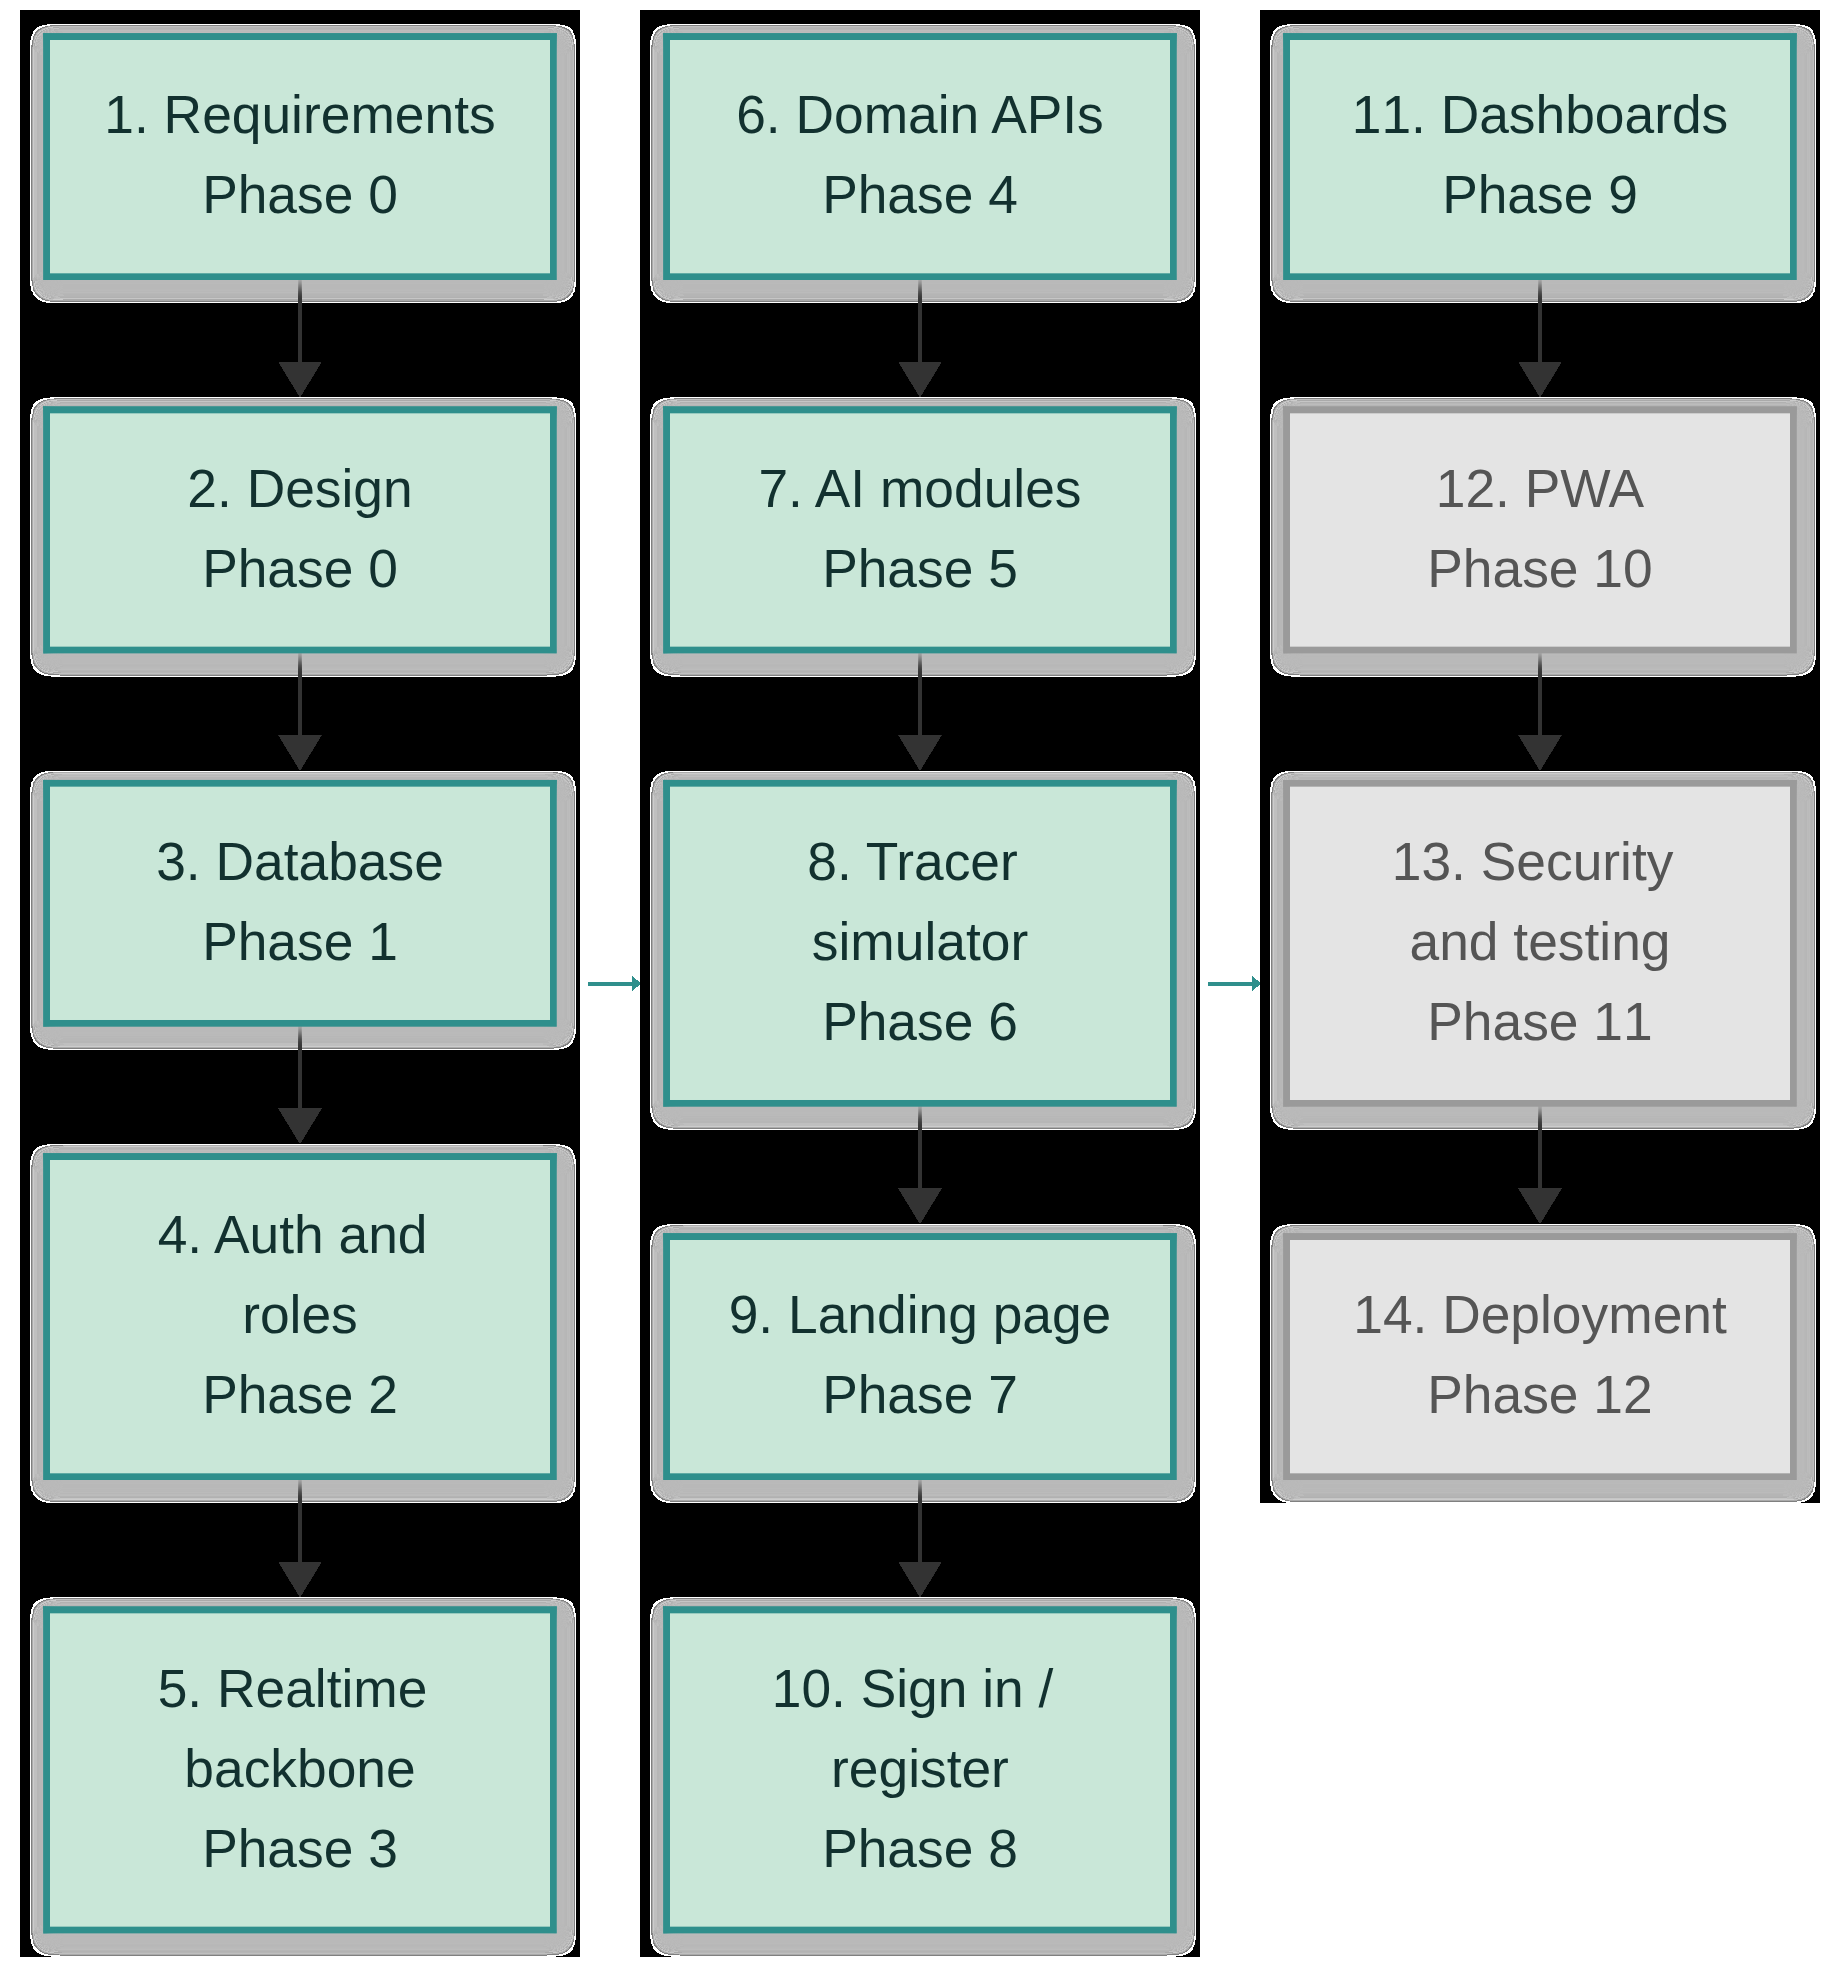 1. Requirements
Phase 0
2. Design
Phase 0
3. Database
Phase 1
4. Auth and
roles
Phase 2
5. Realtime
backbone
Phase 3
6. Domain APIs
Phase 4
7. AI modules
Phase 5
8. Tracer
simulator
Phase 6
9. Landing page
Phase 7
10. Sign in /
register
Phase 8
11. Dashboards
Phase 9
12. PWA
Phase 10
13. Security
and testing
Phase 11
14. Deployment
Phase 12